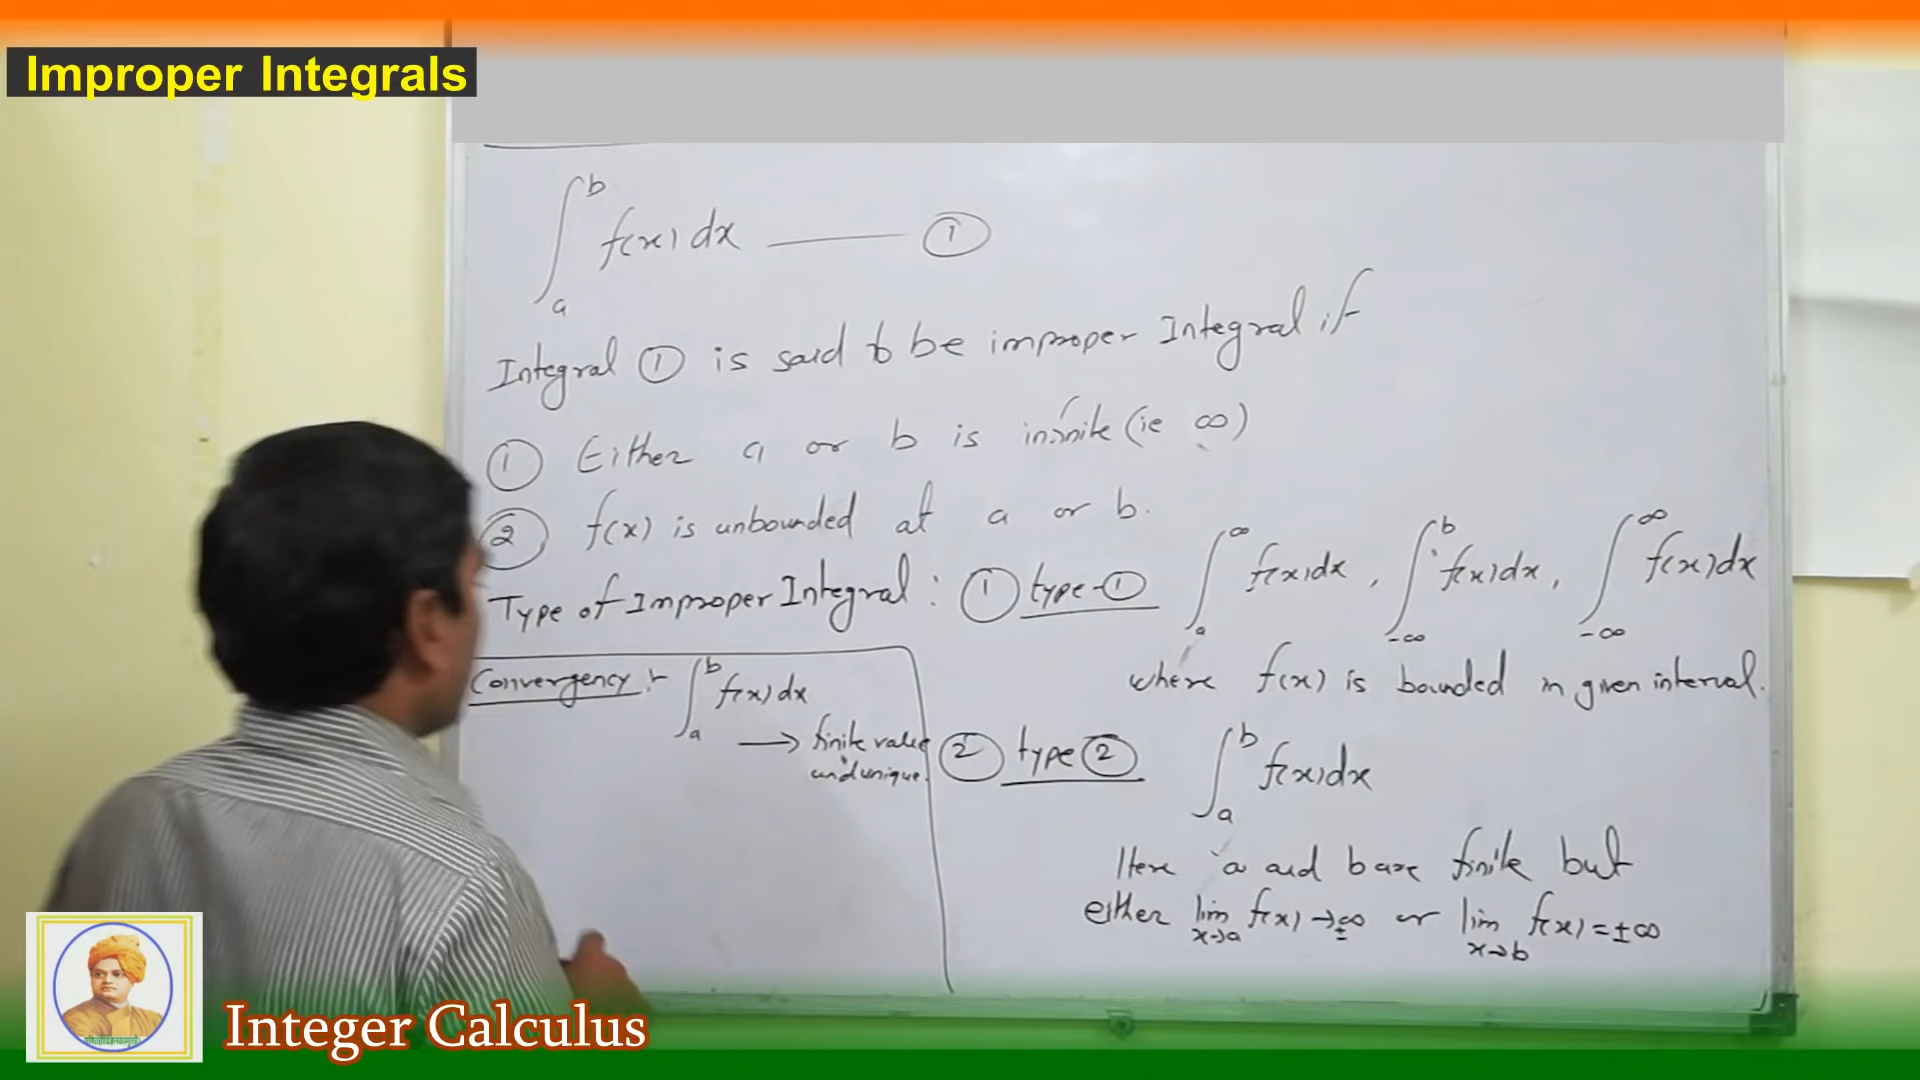 Improper Integrals
∫_a^b f(x) dx —— ①
Integral ① is said to be improper Integral if
① Either a or b is infinite (ie ∞)
② f(x) is unbounded at a or b.
Type of Improper Integral : ① type-① ∫_a^∞ f(x)dx, ∫_{-∞}^b f(x)dx, ∫_{-∞}^∞ f(x)dx
where f(x) is bounded in given interval.
Convergency :- ∫_a^b f(x) dx
→ finite value
and unique.
② type ② ∫_a^b f(x)dx
Here a and b are finite but
either lim_{x→a} f(x) → ±∞ or lim_{x→b} f(x) = ±∞
Integer Calculus